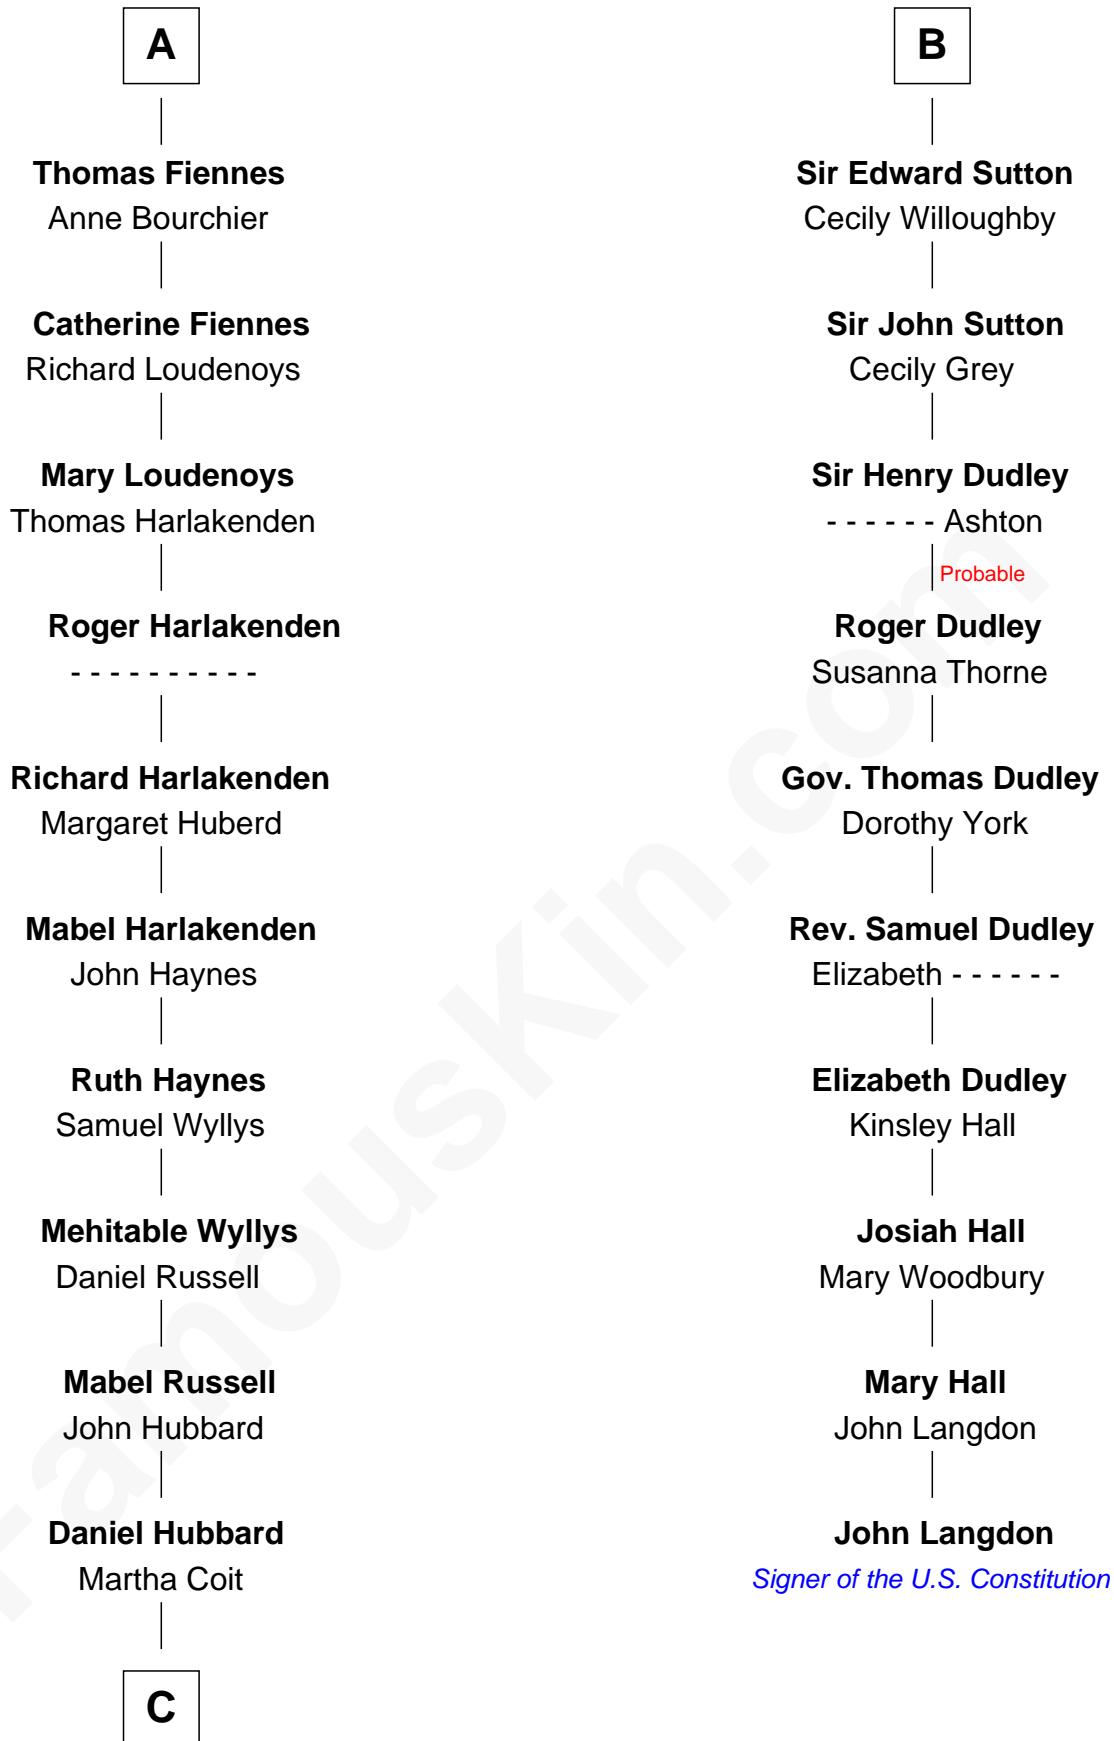 A
Thomas Fiennes
Anne Bourchier
Catherine Fiennes
Richard Loudenoys
Mary Loudenoys
Thomas Harlakenden
Roger Harlakenden
- - - - - - - - - -
Richard Harlakenden
Margaret Huberd
Mabel Harlakenden
John Haynes
Ruth Haynes
Samuel Wyllys
Mehitable Wyllys
Daniel Russell
Mabel Russell
John Hubbard
Daniel Hubbard
Martha Coit
C
B
Sir Edward Sutton
Cecily Willoughby
Sir John Sutton
Cecily Grey
Sir Henry Dudley
- - - - - - Ashton
Probable
Roger Dudley
Susanna Thorne
Gov. Thomas Dudley
Dorothy York
Rev. Samuel Dudley
Elizabeth - - - - - -
Elizabeth Dudley
Kinsley Hall
Josiah Hall
Mary Woodbury
Mary Hall
John Langdon
John Langdon
Signer of the U.S. Constitution
FamousKin.com